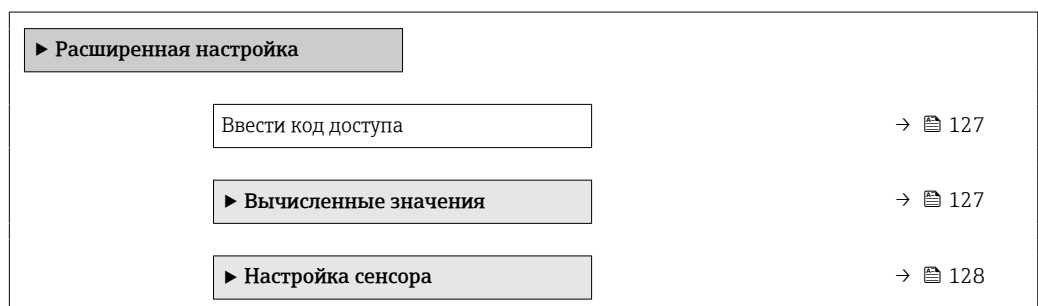 ▶ Расширенная настройка
Ввести код доступа → 127
▶ Вычисленные значения → 127
▶ Настройка сенсора → 128